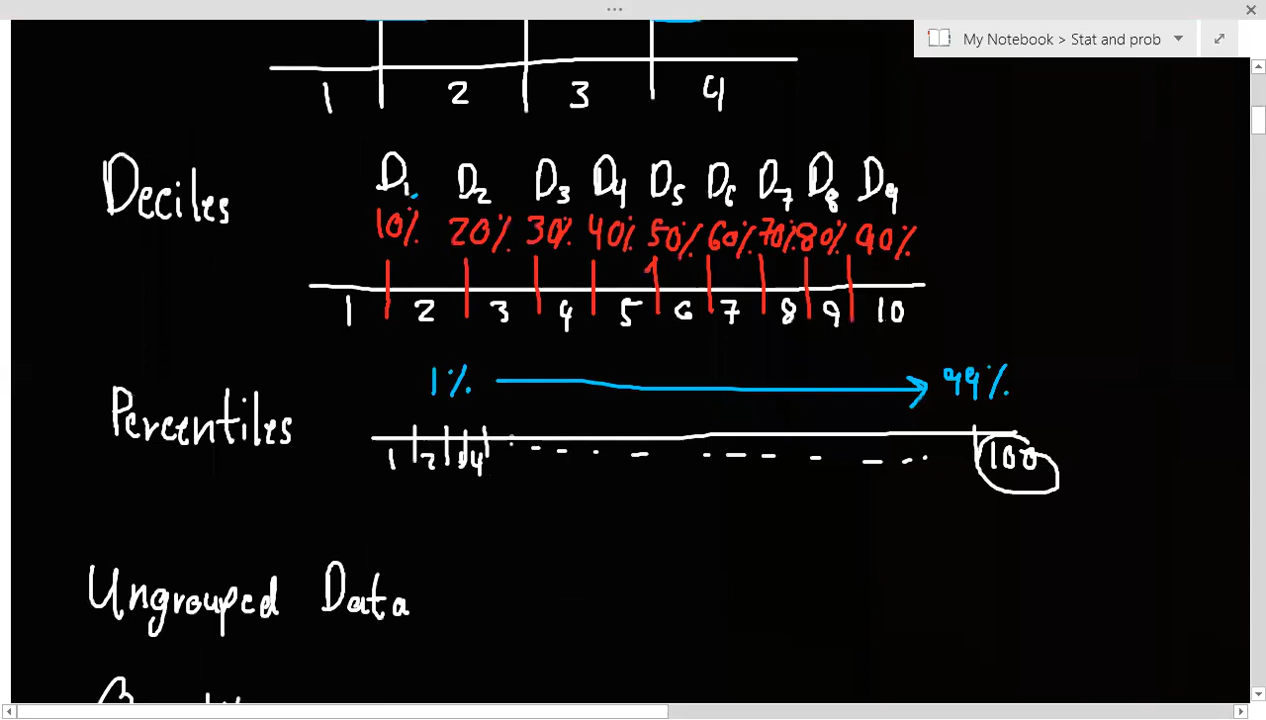 My Notebook > Stat and prob
1 2 3 4
Deciles
D1 D2 D3 D4 D5 D6 D7 D8 D9
10% 20% 30% 40% 50% 60% 70% 80% 90%
1 2 3 4 5 6 7 8 9 10
1% 99%
Percentiles
1 2 3 4 100
Ungrouped Data